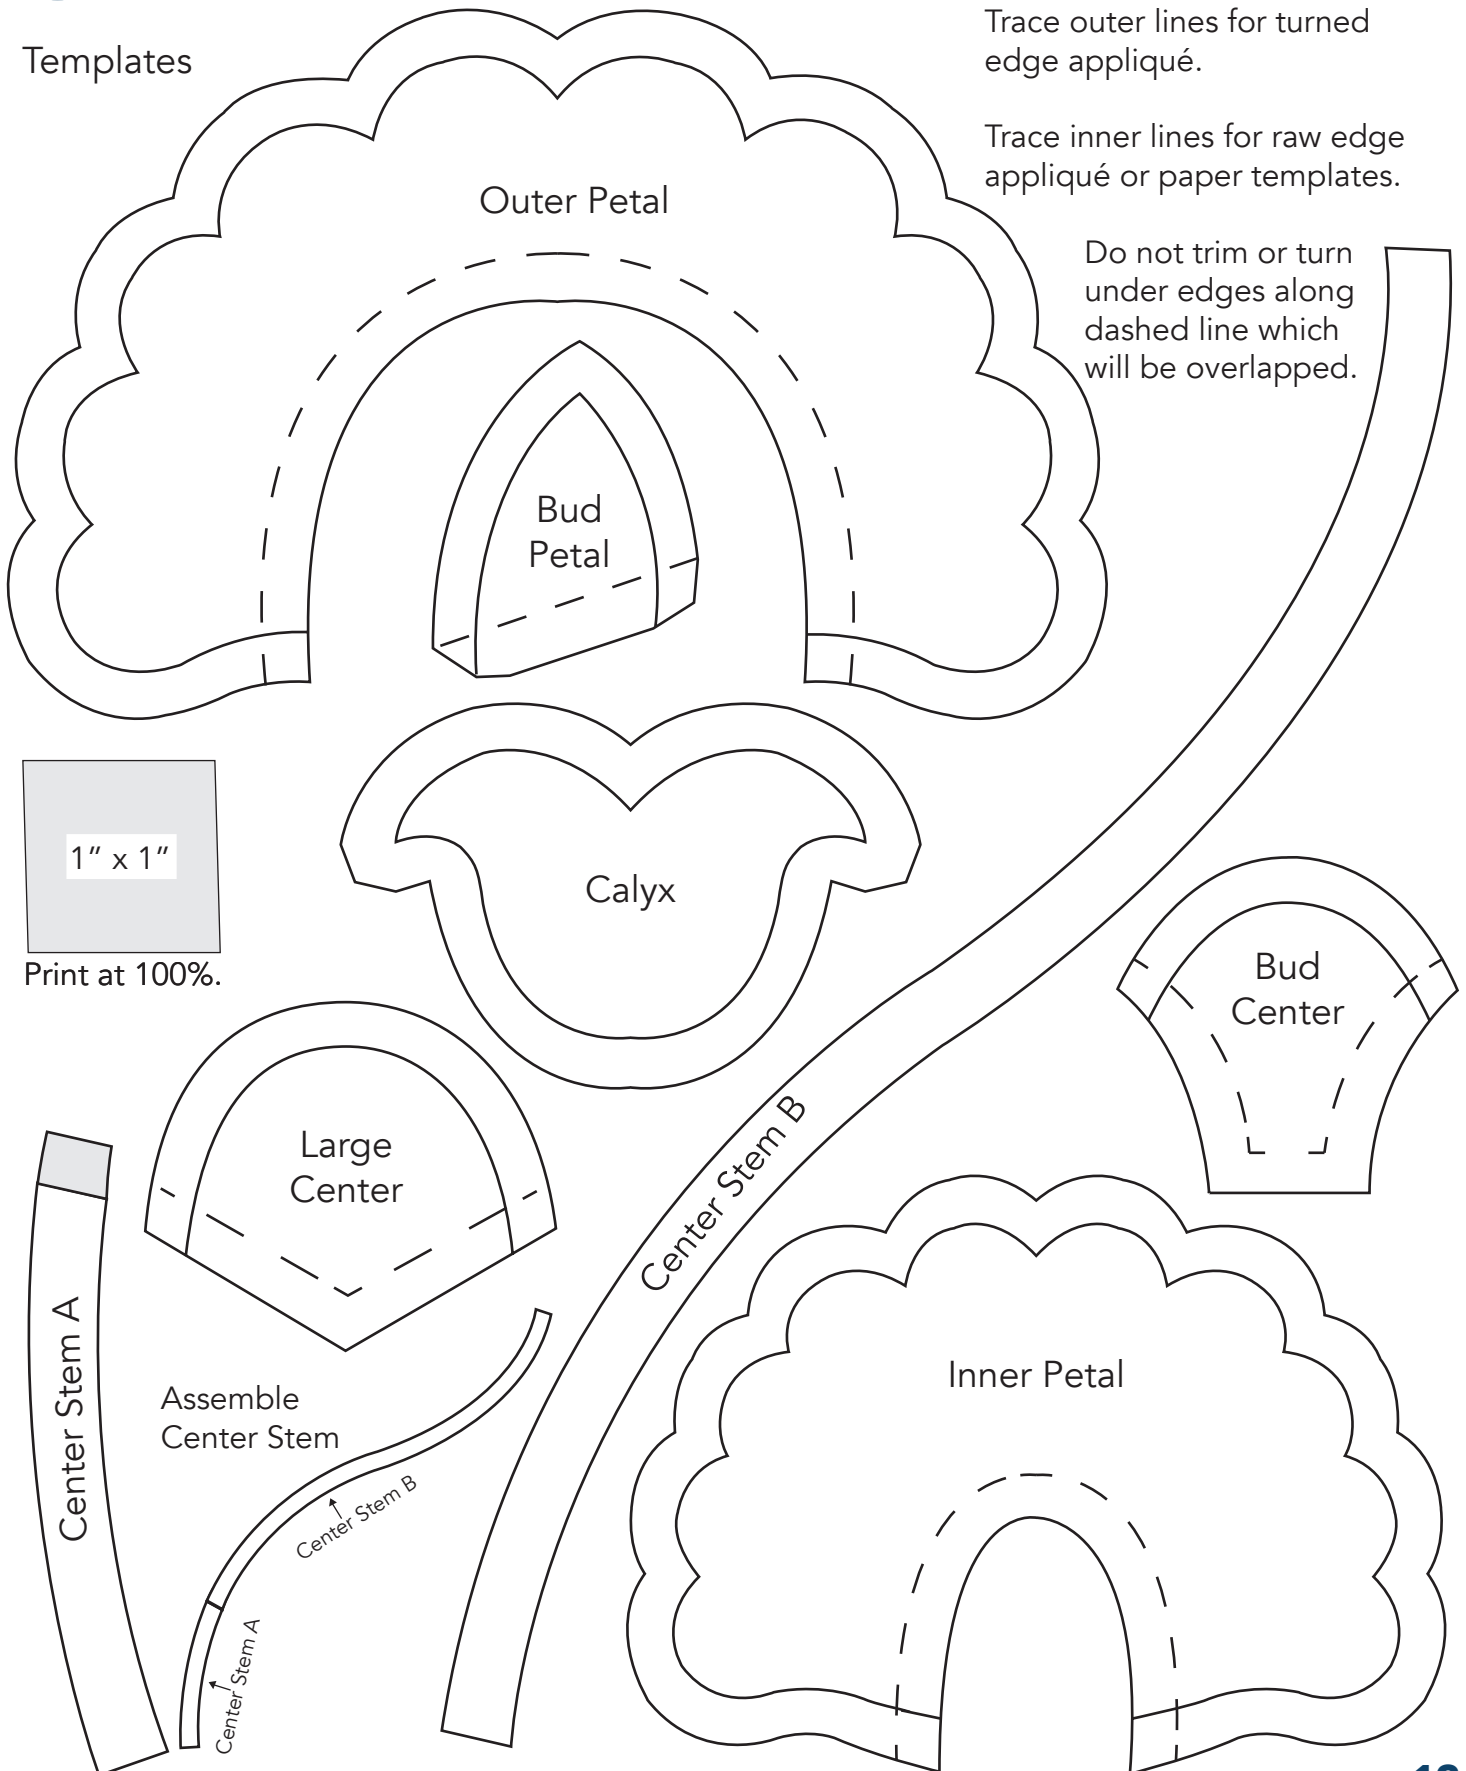 Templates
Trace outer lines for turned
edge appliqué.
Trace inner lines for raw edge
appliqué or paper templates.
Do not trim or turn
under edges along
dashed line which
will be overlapped.
Outer Petal
Bud
Petal
1″ x 1″
Print at 100%.
Calyx
Bud
Center
Large
Center
Center Stem B
Center Stem A
Assemble
Center Stem
Center Stem B
Center Stem A
Inner Petal